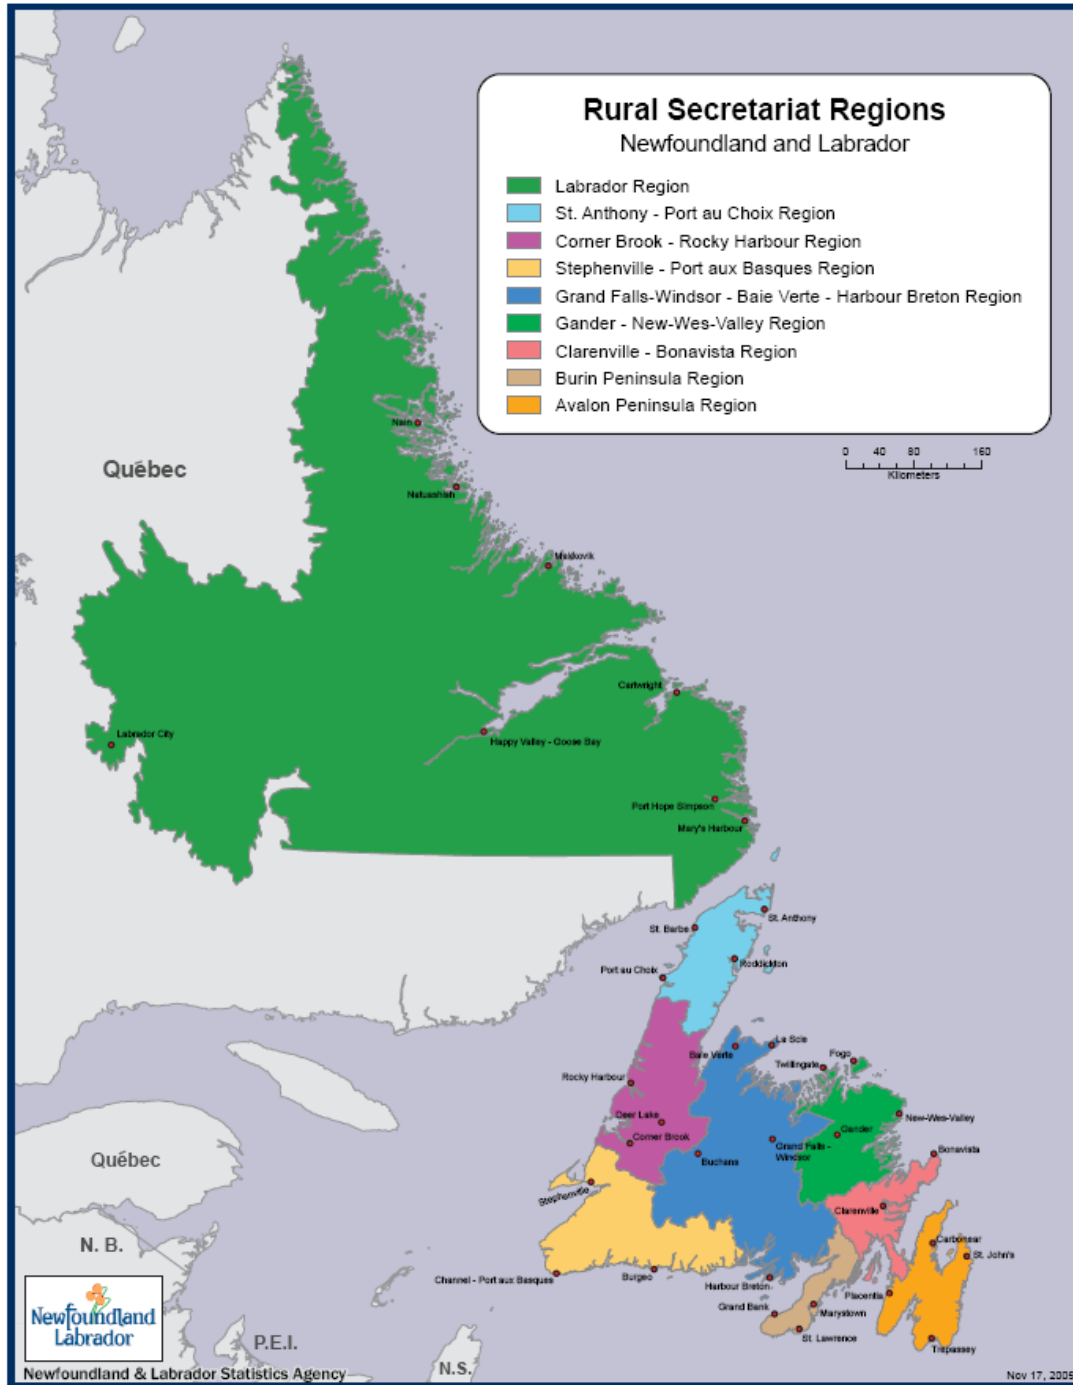 Rural Secretariat Regions
Newfoundland and Labrador
Labrador Region
St. Anthony - Port au Choix Region
Corner Brook - Rocky Harbour Region
Stephenville - Port aux Basques Region
Grand Falls-Windsor - Baie Verte - Harbour Breton Region
Gander - New-Wes-Valley Region
Clarenville - Bonavista Region
Burin Peninsula Region
Avalon Peninsula Region
0 40 80 160
Kilometers
Nain
Québec
Natuashish
Makkovik
Cartwright
Labrador City
Happy Valley - Goose Bay
Port Hope Simpson
Mary's Harbour
St. Anthony
St. Barbe
Roddickton
Port au Choix
La Scie
Baie Verte
Fogo
Twillingate
Rocky Harbour
Deer Lake
New-Wes-Valley
Gander
Corner Brook
Grand Falls -
Windsor
Buchans
Bonavista
Québec
Stephenville
Clarenville
N. B.
Carbonear
St. John's
Channel - Port aux Basques
Burgeo
Harbour Breton
Placentia
Grand Bank
Marystown
St. Lawrence
Trepassey
Newfoundland
Labrador
P.E.I.
N.S.
Newfoundland & Labrador Statistics Agency
Nov 17, 2005